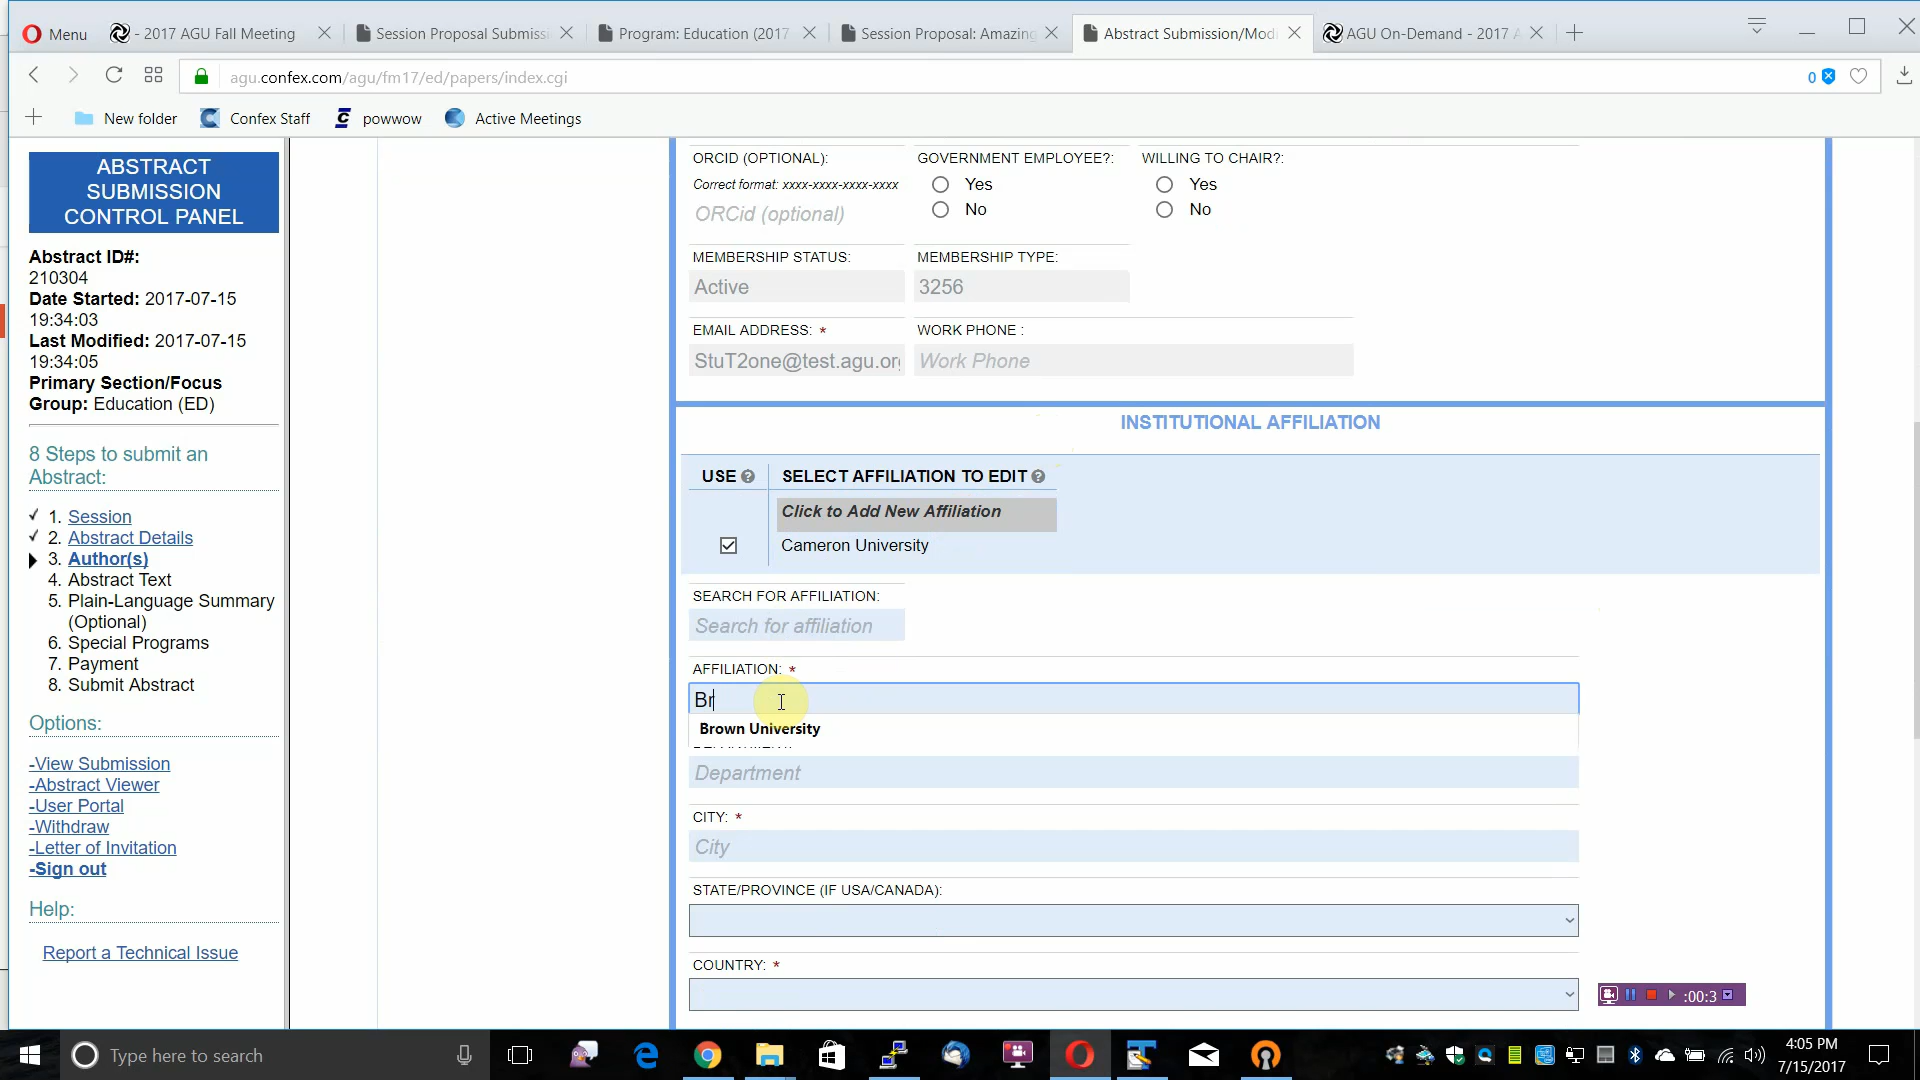 Menu
- 2017 AGU Fall Meeting
Session Proposal Submissi
Program: Education (2017
Session Proposal: Amazing
Abstract Submission/Modi
AGU On-Demand - 2017 A
agu.confex.com/agu/fm17/ed/papers/index.cgi
0
New folder
Confex Staff
powwow
Active Meetings
ABSTRACT
SUBMISSION
CONTROL PANEL
Abstract ID#:
210304
Date Started: 2017-07-15
19:34:03
Last Modified: 2017-07-15
19:34:05
Primary Section/Focus
Group: Education (ED)
8 Steps to submit an
Abstract:
1. Session
2. Abstract Details
3. Author(s)
4. Abstract Text
5. Plain-Language Summary
(Optional)
6. Special Programs
7. Payment
8. Submit Abstract
Options:
-View Submission
-Abstract Viewer
-User Portal
-Withdraw
-Letter of Invitation
-Sign out
Help:
Report a Technical Issue
ORCID (OPTIONAL):
Correct format: xxxx-xxxx-xxxx-xxxx
ORCid (optional)
GOVERNMENT EMPLOYEE?:
Yes
No
WILLING TO CHAIR?:
Yes
No
MEMBERSHIP STATUS:
Active
MEMBERSHIP TYPE:
3256
EMAIL ADDRESS: *
StuT2one@test.agu.or
WORK PHONE :
Work Phone
INSTITUTIONAL AFFILIATION
USE
SELECT AFFILIATION TO EDIT
Click to Add New Affiliation
Cameron University
SEARCH FOR AFFILIATION:
Search for affiliation
AFFILIATION: *
Br
Brown University
Department
CITY: *
City
STATE/PROVINCE (IF USA/CANADA):
COUNTRY: *
:00:3
Type here to search
4:05 PM
7/15/2017